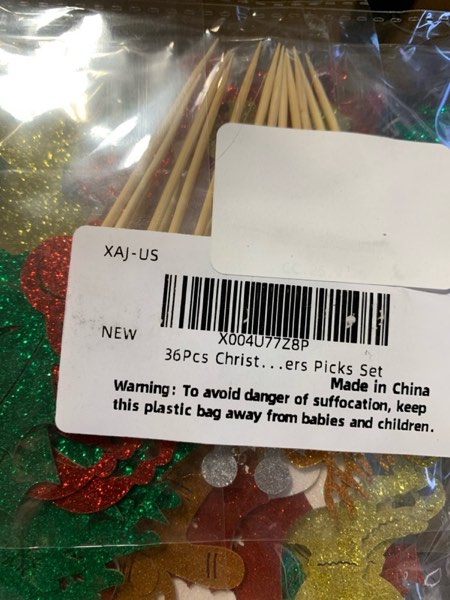 XAJ-US
X004U77Z8P
NEW
36Pcs Christ...ers Picks Set
Made in China
Warning: To avoid danger of suffocation, keep
this plastic bag away from babies and children.